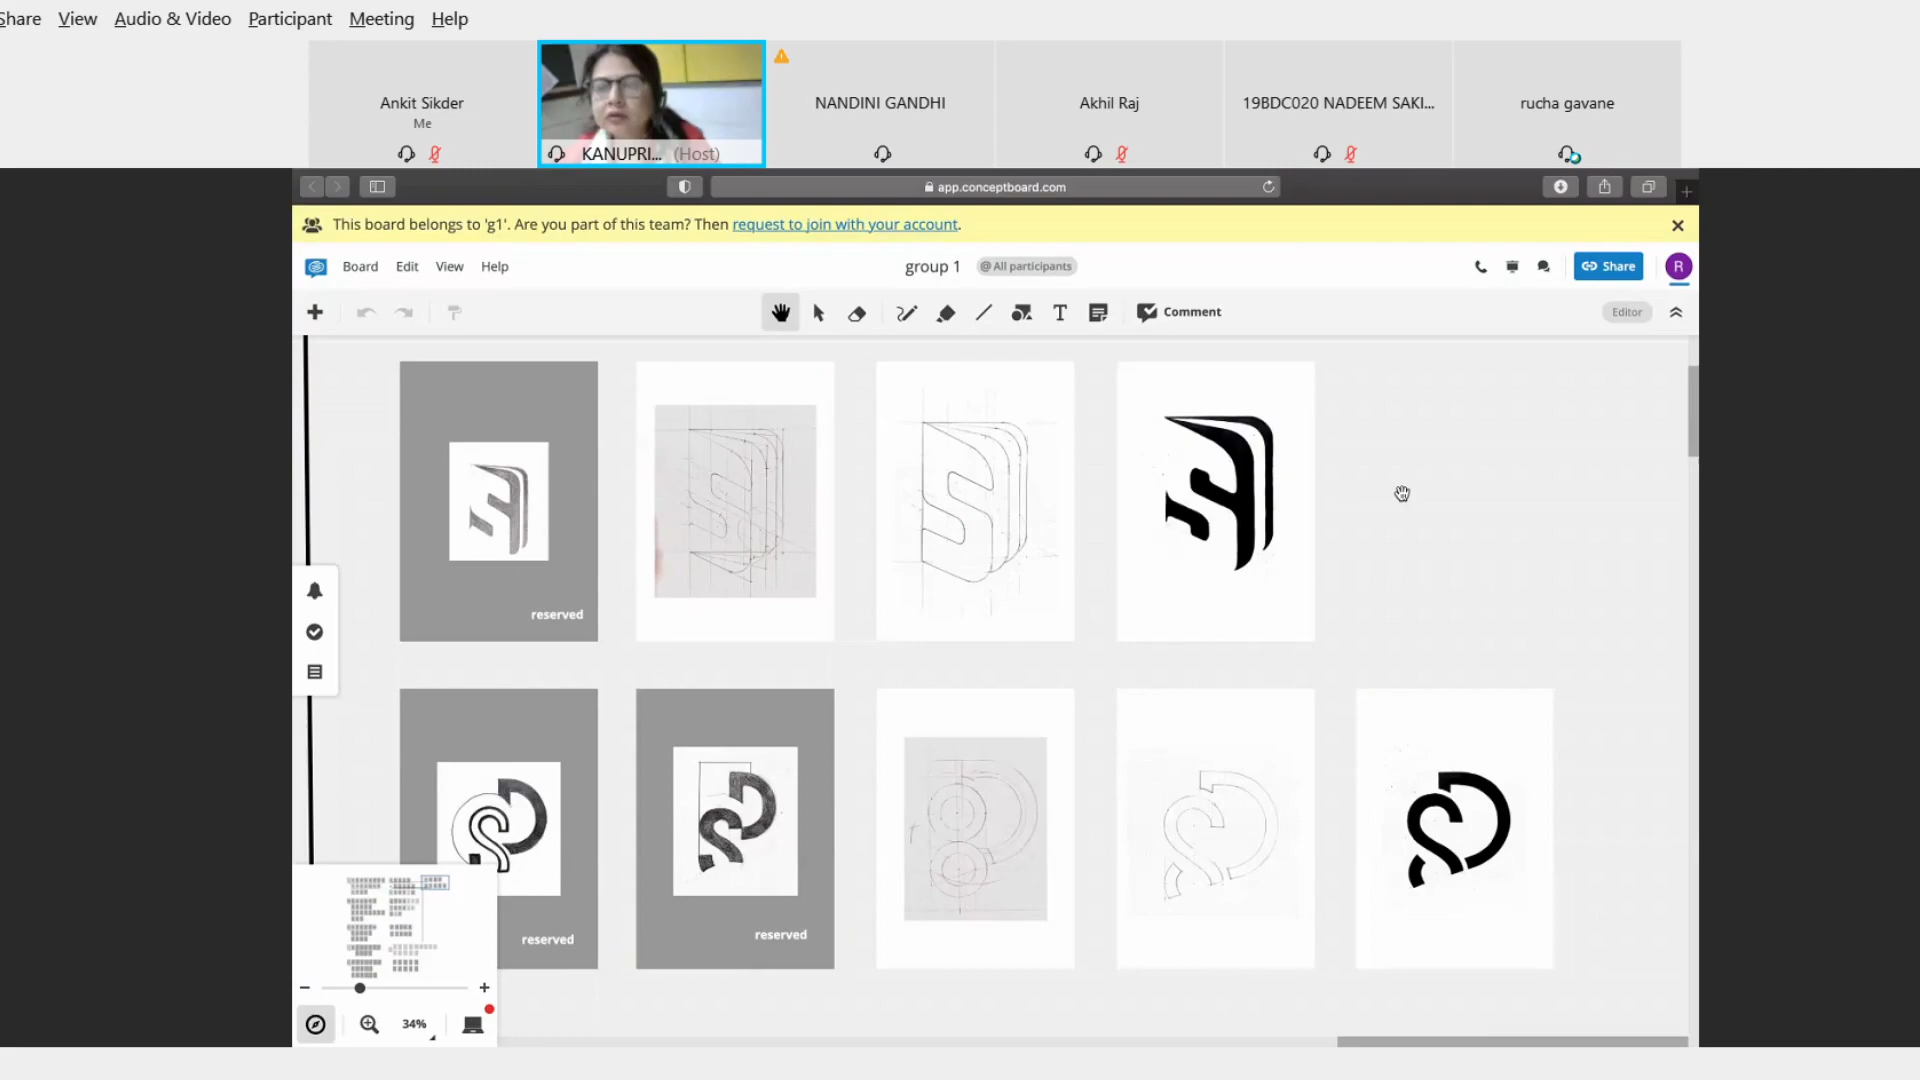 Share View Audio & Video Participant Meeting Help
Ankit Sikder
Me
KANUPRI... (Host)
NANDINI GANDHI
Akhil Raj
19BDC020 NADEEM SAKI...
rucha gavane
app.conceptboard.com
This board belongs to 'g1'. Are you part of this team? Then request to join with your account.
Board Edit View Help
group 1 @ All participants
Share
R
T
Comment
Editor
reserved
reserved
reserved
34%